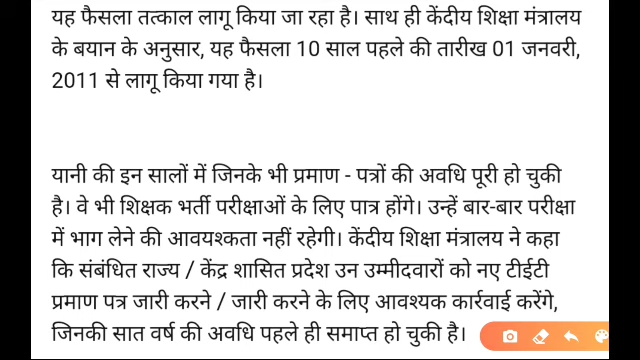 यह फैसला तत्काल लागू किया जा रहा है। साथ ही केंदीय शिक्षा मंत्रालय
के बयान के अनुसार, यह फैसला 10 साल पहले की तारीख 01 जनवरी,
2011 से लागू किया गया है।
यानी की इन सालों में जिनके भी प्रमाण - पत्रों की अवधि पूरी हो चुकी
है। वे भी शिक्षक भर्ती परीक्षाओं के लिए पात्र होंगे। उन्हें बार-बार परीक्षा
में भाग लेने की आवयश्कता नहीं रहेगी। केंदीय शिक्षा मंत्रालय ने कहा
कि संबंधित राज्य / केंद्र शासित प्रदेश उन उम्मीदवारों को नए टीईटी
प्रमाण पत्र जारी करने / जारी करने के लिए आवश्यक कार्रवाई करेंगे,
जिनकी सात वर्ष की अवधि पहले ही समाप्त हो चुकी है।